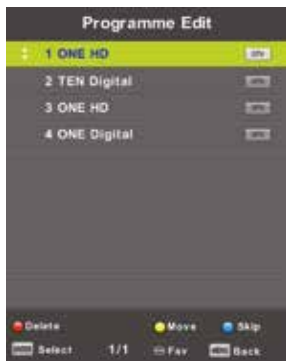 Programme Edit
1 ONE HD
2 TEN Digital
3 ONE HD
4 ONE Digital
Delete Move Skip
Select 1/1 Fav Back